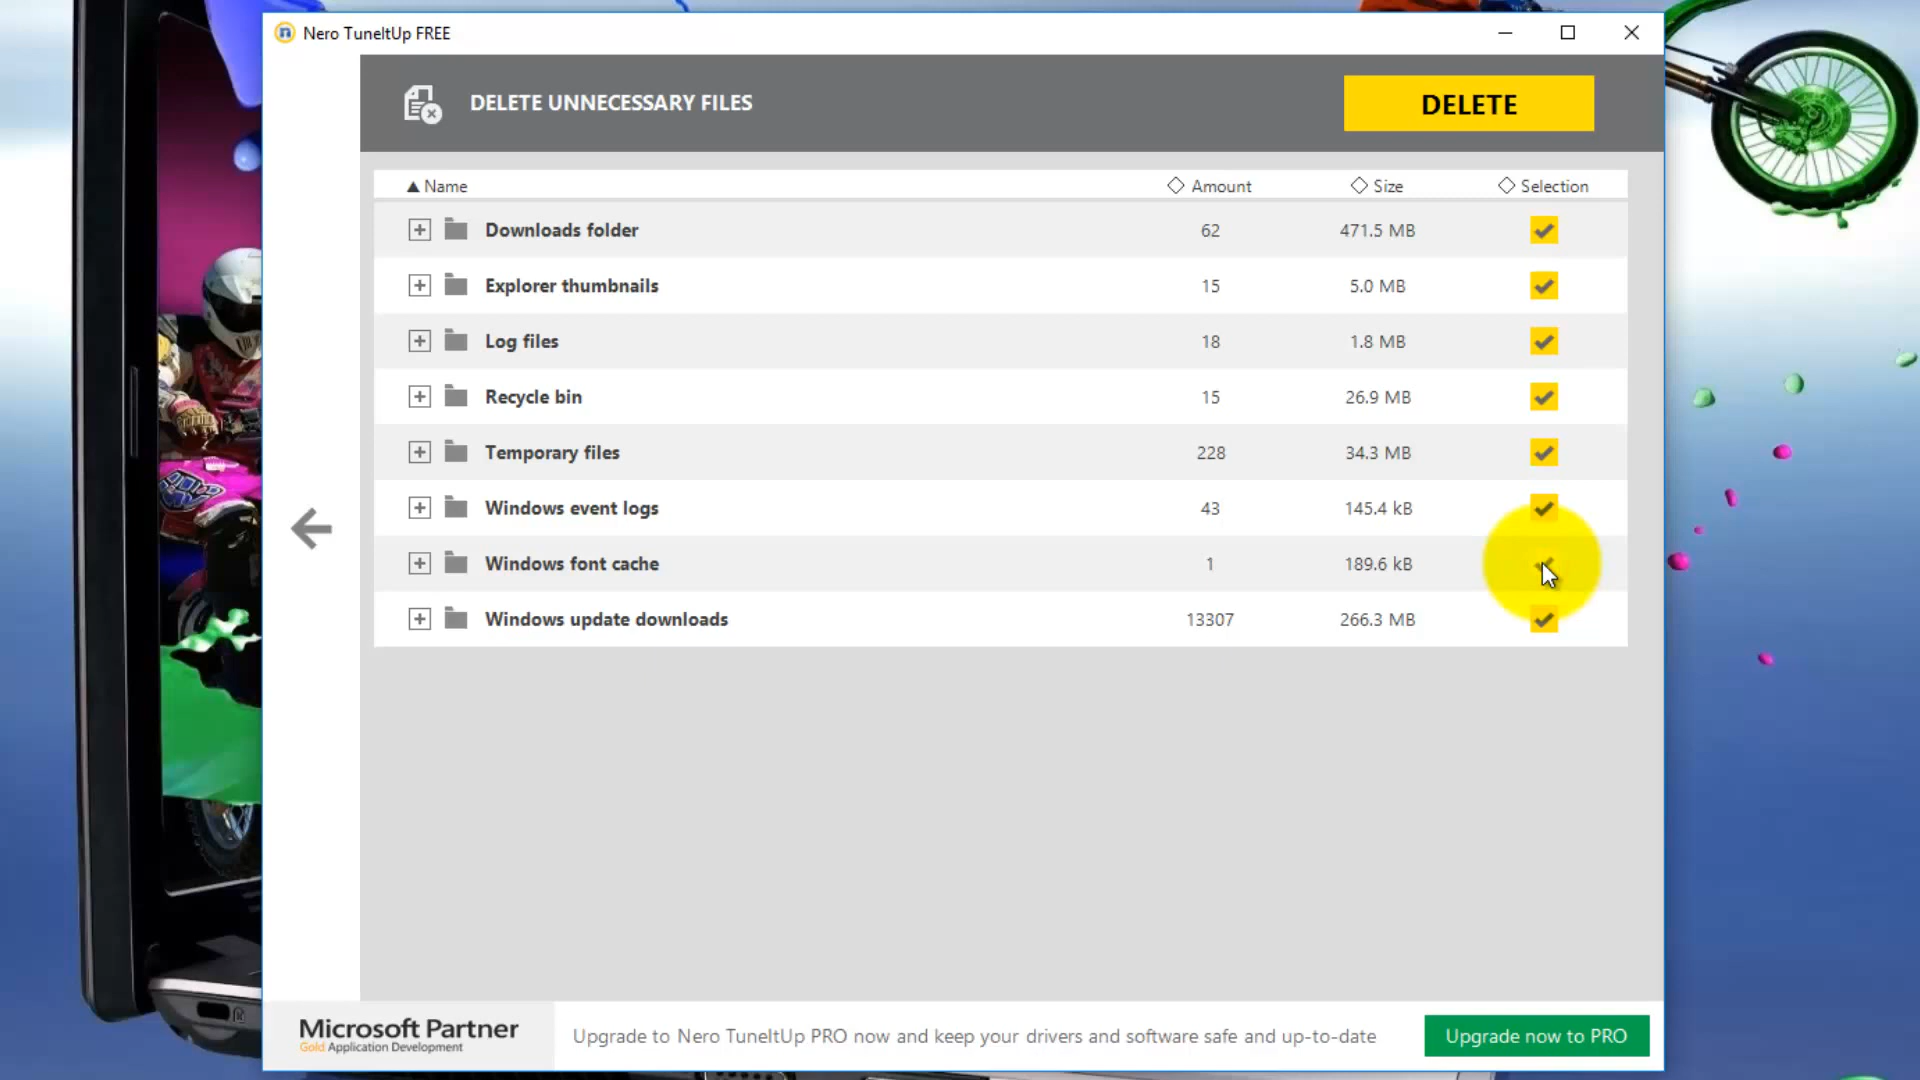 Nero TuneItUp FREE
DELETE UNNECESSARY FILES
DELETE
Name Amount Size Selection
Downloads folder 62 471.5 MB
Explorer thumbnails 15 5.0 MB
Log files 18 1.8 MB
Recycle bin 15 26.9 MB
Temporary files 228 34.3 MB
Windows event logs 43 145.4 kB
Windows font cache 1 189.6 kB
Windows update downloads 13307 266.3 MB
Microsoft Partner
Gold Application Development
Upgrade to Nero TuneItUp PRO now and keep your drivers and software safe and up-to-date
Upgrade now to PRO